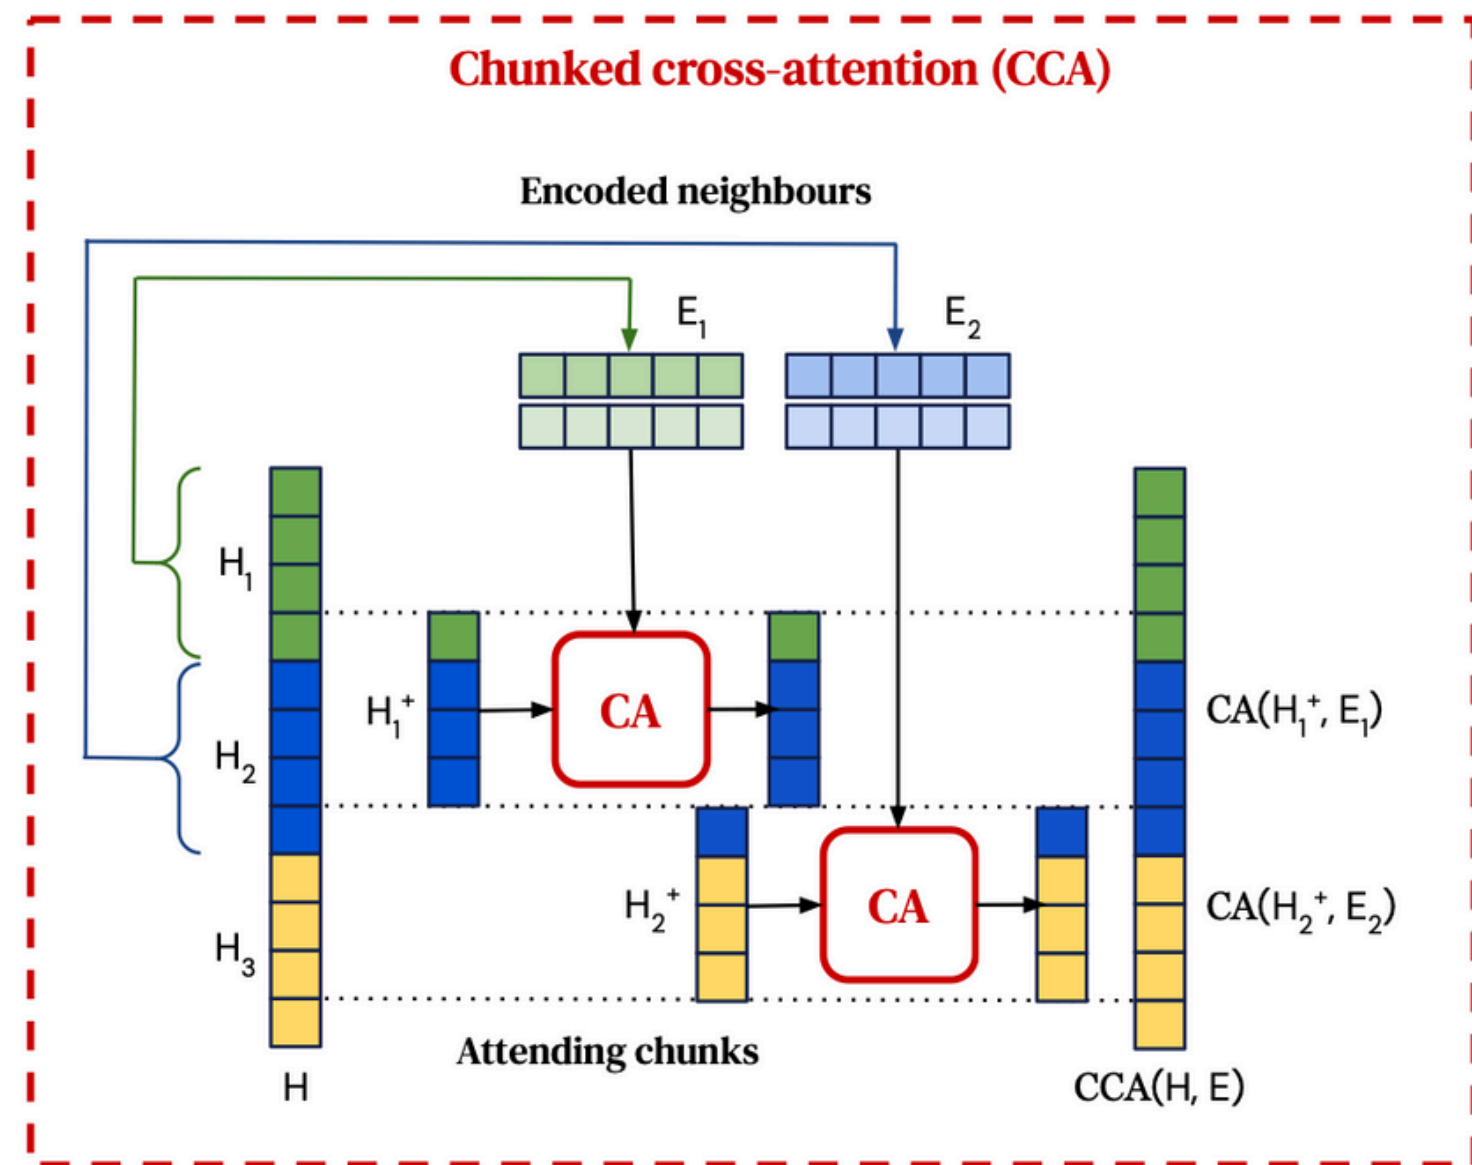 Chunked cross-attention (CCA)
Encoded neighbours
E1
E2
H1
H1+
CA
CA(H1+, E1)
H2
H2+
CA
CA(H2+, E2)
H3
Attending chunks
H
CCA(H, E)